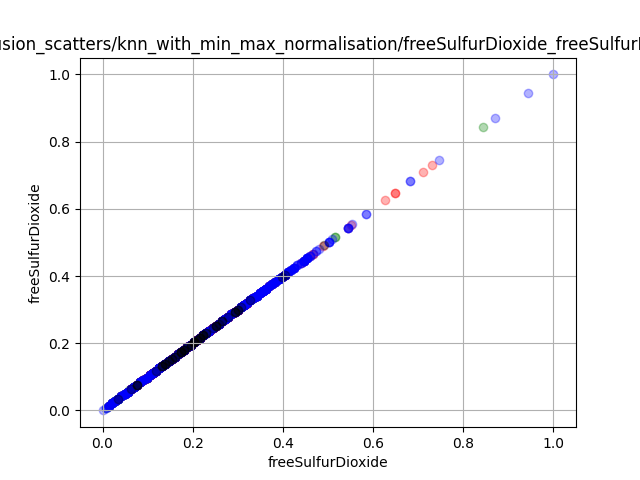 sion_scatters/knn_with_min_max_normalisation/freeSulfurDioxide_freeSulfur
1.0
0.8
0.6
0.4
0.2
0.0
freeSulfurDioxide
0.0 0.2 0.4 0.6 0.8 1.0
freeSulfurDioxide